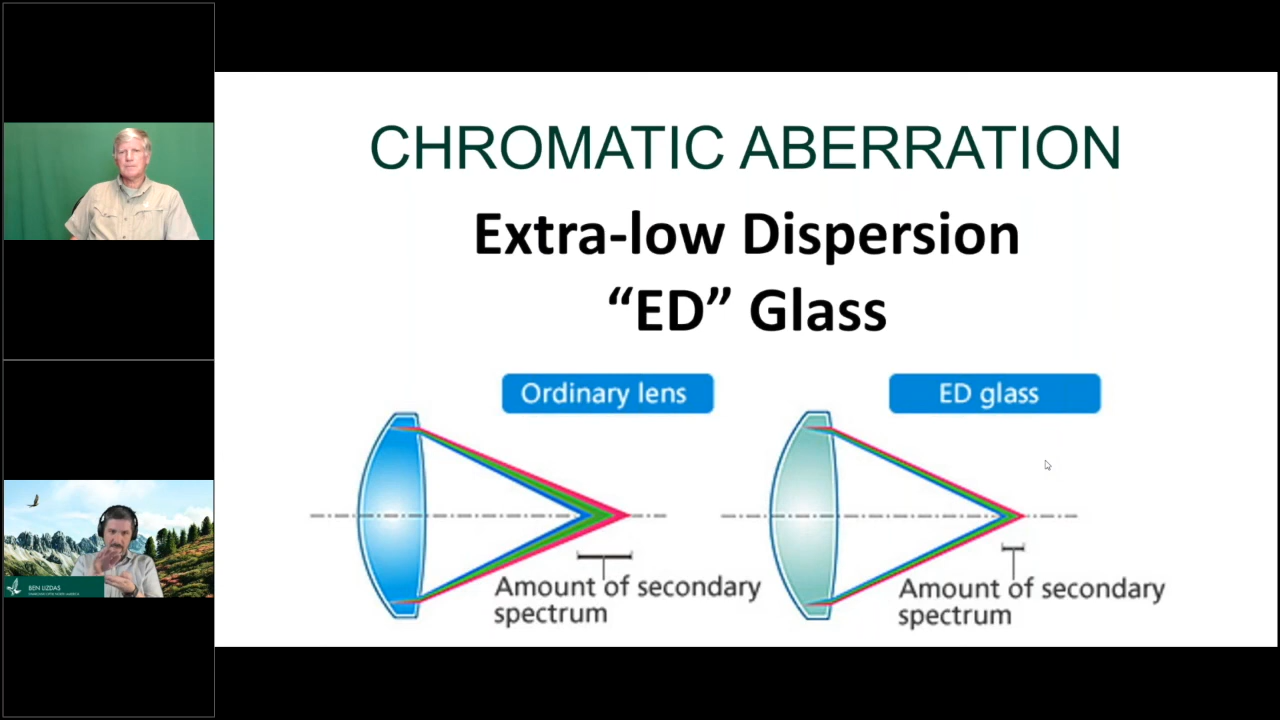 CHROMATIC ABERRATION
Extra-low Dispersion
“ED” Glass
Ordinary lens
ED glass
Amount of secondary
spectrum
Amount of secondary
spectrum
BEN LIZDAS